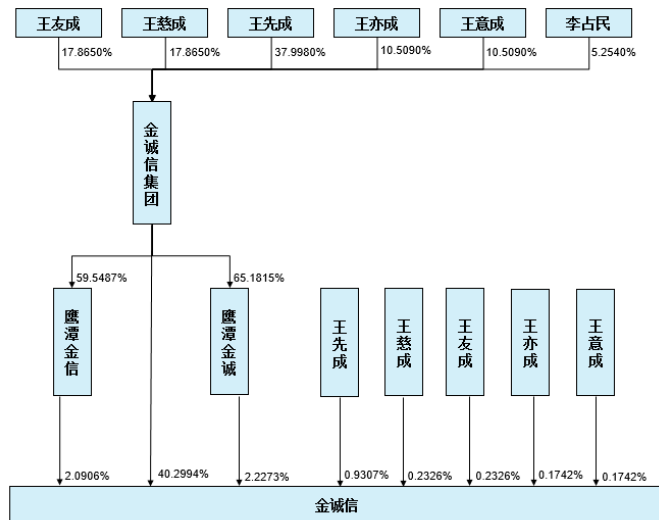 王友成
王慈成
王先成
王亦成
王意成
李占民
17.8650%
17.8650%
37.9980%
10.5090%
10.5090%
5.2540%
金诚信集团
59.5487%
65.1815%
鹰潭金信
鹰潭金诚
王先成
王慈成
王友成
王亦成
王意成
2.0906%
40.2994%
2.2273%
0.9307%
0.2326%
0.2326%
0.1742%
0.1742%
金诚信